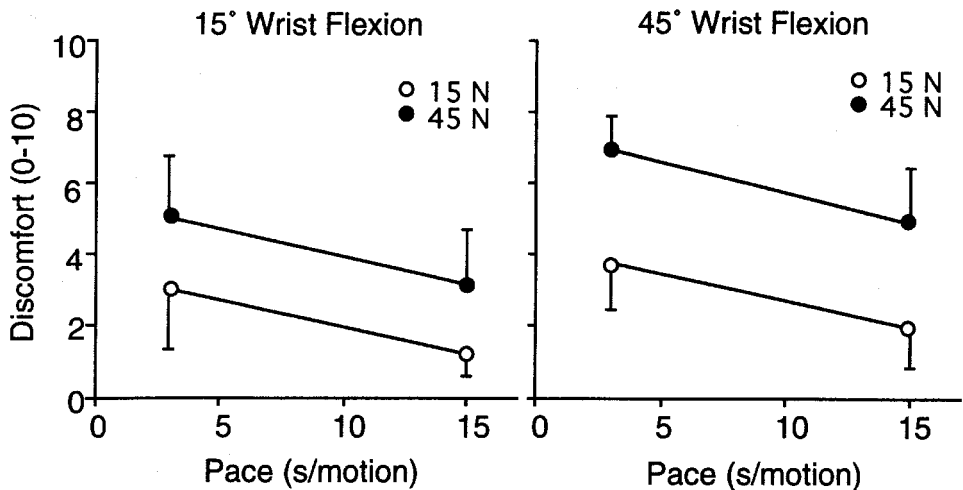 15° Wrist Flexion
10
8
6
4
2
0
Discomfort (0-10)
15 N
45 N
0
5
10
15
Pace (s/motion)
45° Wrist Flexion
15 N
45 N
0
5
10
15
Pace (s/motion)